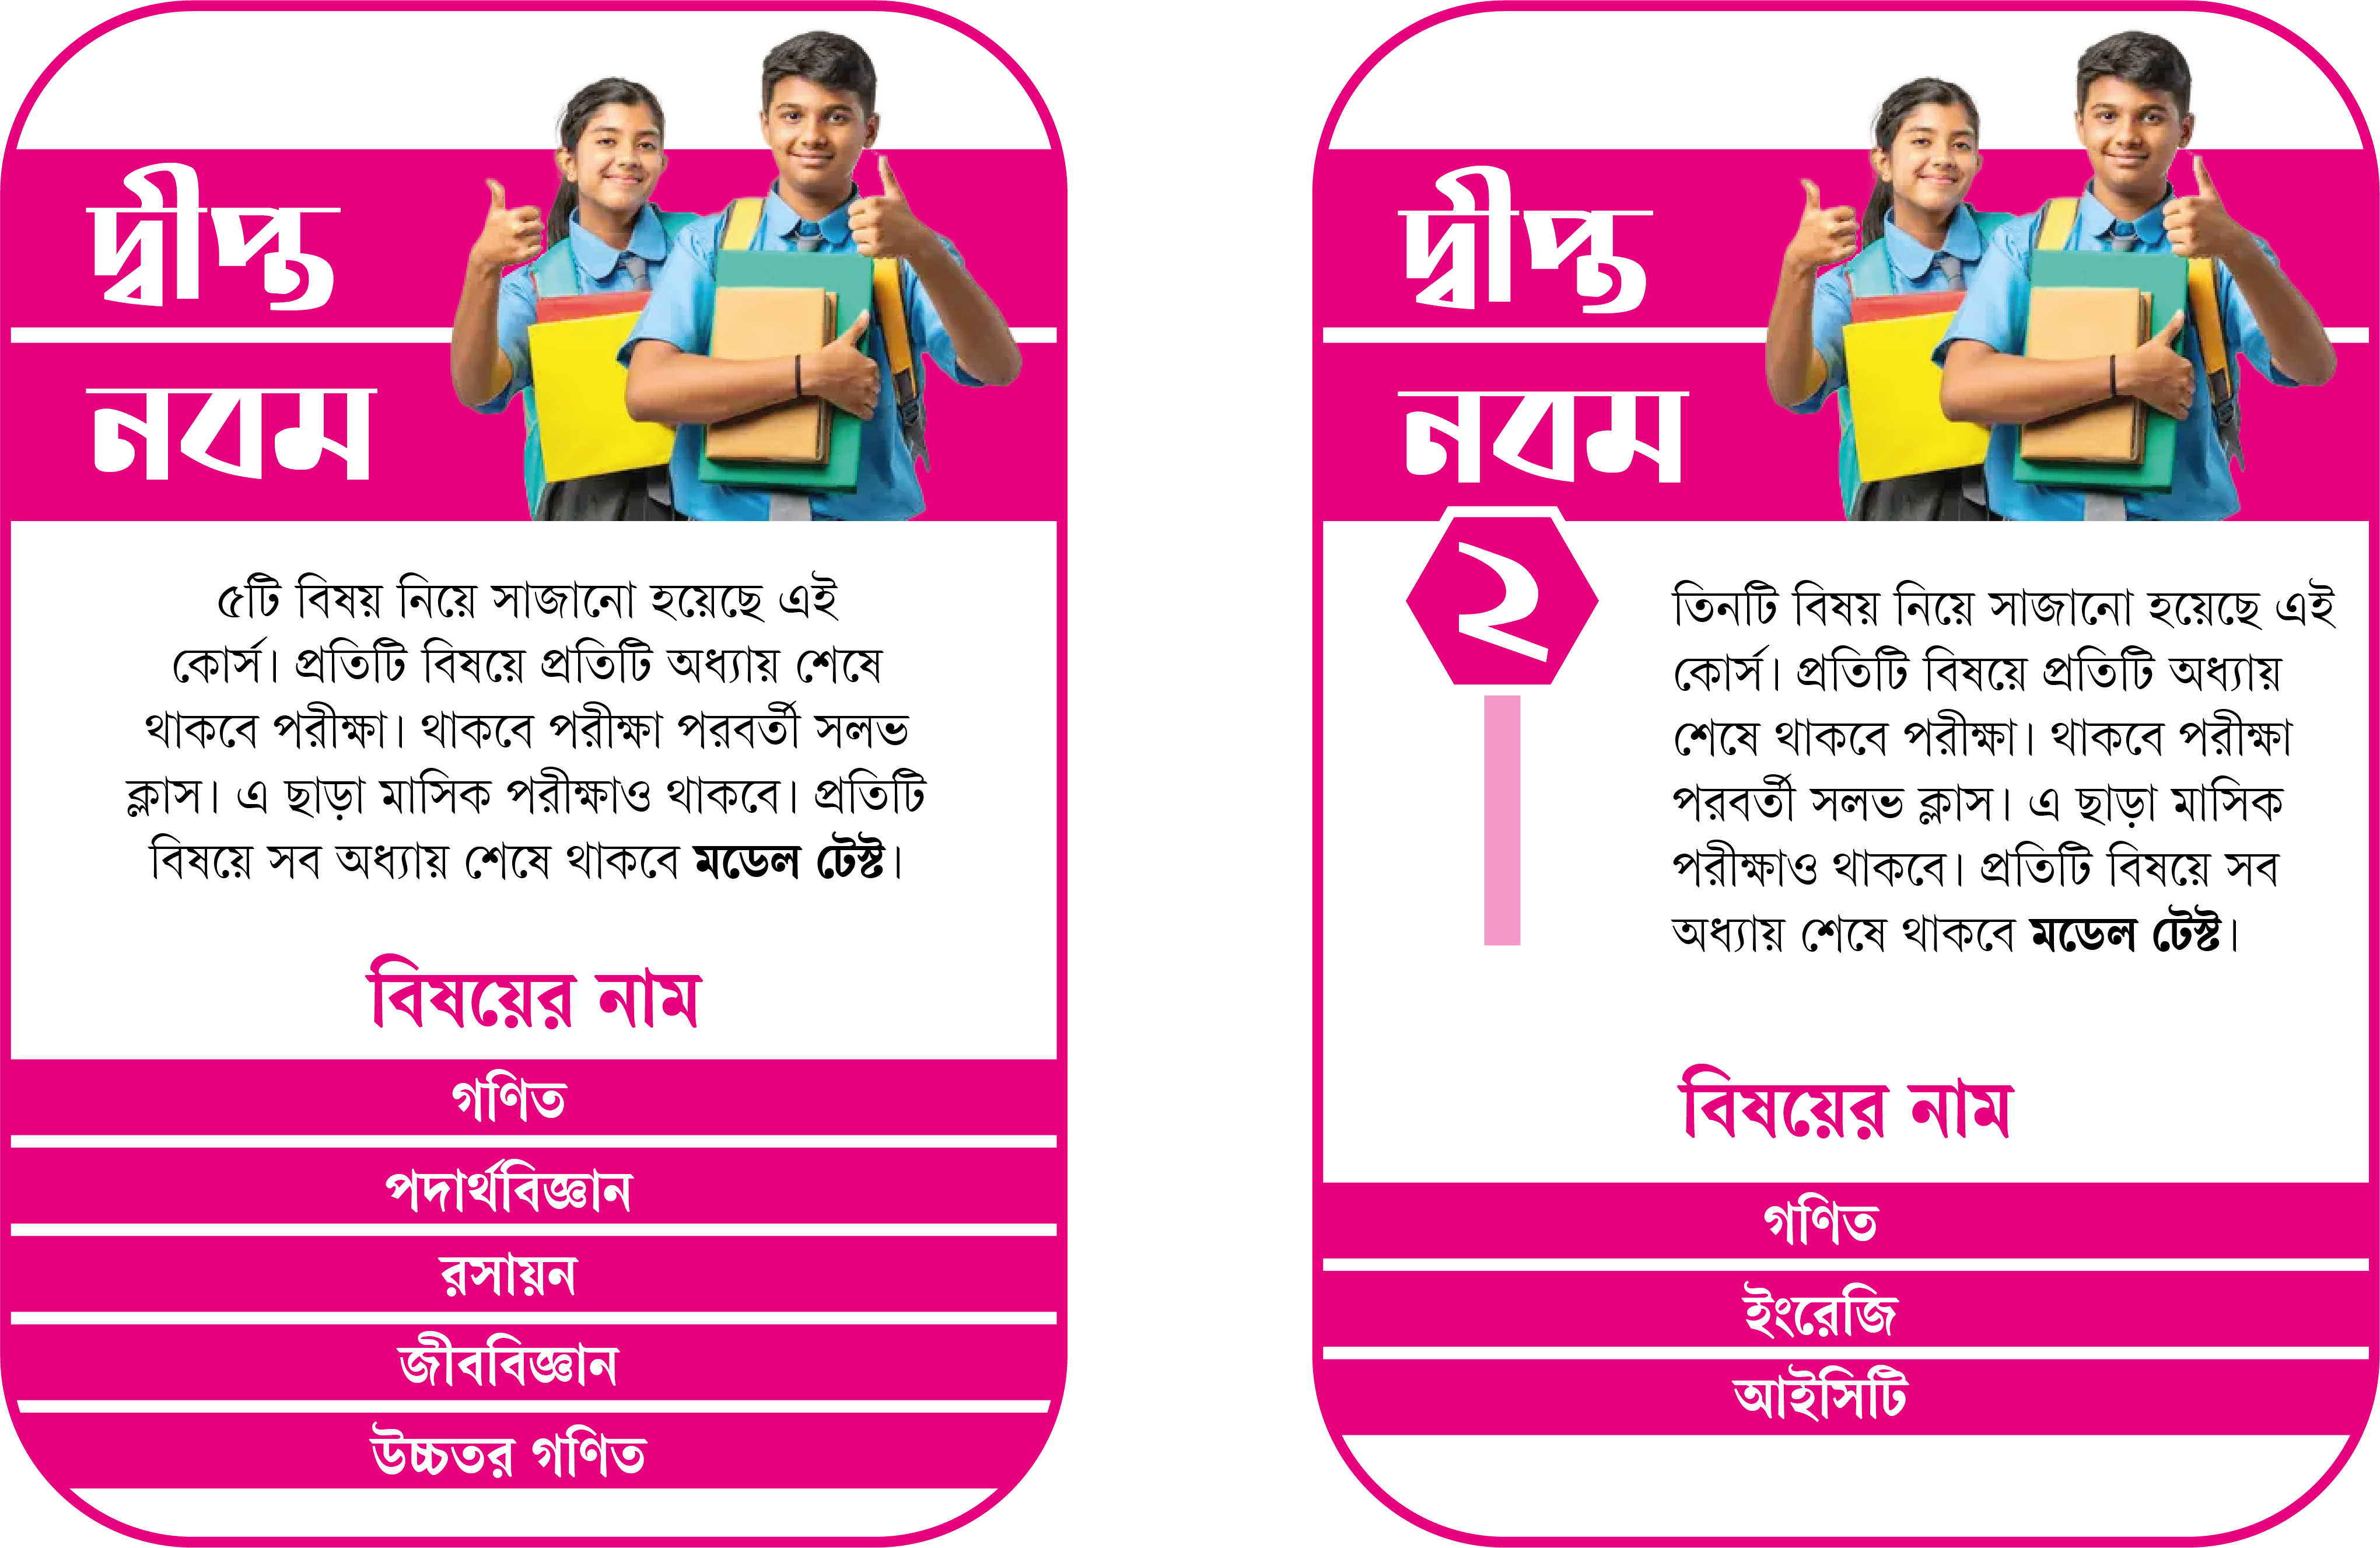 দ্বীপ্ত
নবম
৫টি বিষয় নিয়ে সাজানো হয়েছে এই
কোর্স। প্রতিটি বিষয়ে প্রতিটি অধ্যায় শেষে
থাকবে পরীক্ষা। থাকবে পরীক্ষা পরবর্তী সলভ
ক্লাস। এ ছাড়া মাসিক পরীক্ষাও থাকবে। প্রতিটি
বিষয়ে সব অধ্যায় শেষে থাকবে মডেল টেস্ট।
বিষয়ের নাম
গণিত
পদার্থবিজ্ঞান
রসায়ন
জীববিজ্ঞান
উচ্চতর গণিত
দ্বীপ্ত
নবম
২
তিনটি বিষয় নিয়ে সাজানো হয়েছে এই
কোর্স। প্রতিটি বিষয়ে প্রতিটি অধ্যায়
শেষে থাকবে পরীক্ষা। থাকবে পরীক্ষা
পরবর্তী সলভ ক্লাস। এ ছাড়া মাসিক
পরীক্ষাও থাকবে। প্রতিটি বিষয়ে সব
অধ্যায় শেষে থাকবে মডেল টেস্ট।
বিষয়ের নাম
গণিত
ইংরেজি
আইসিটি